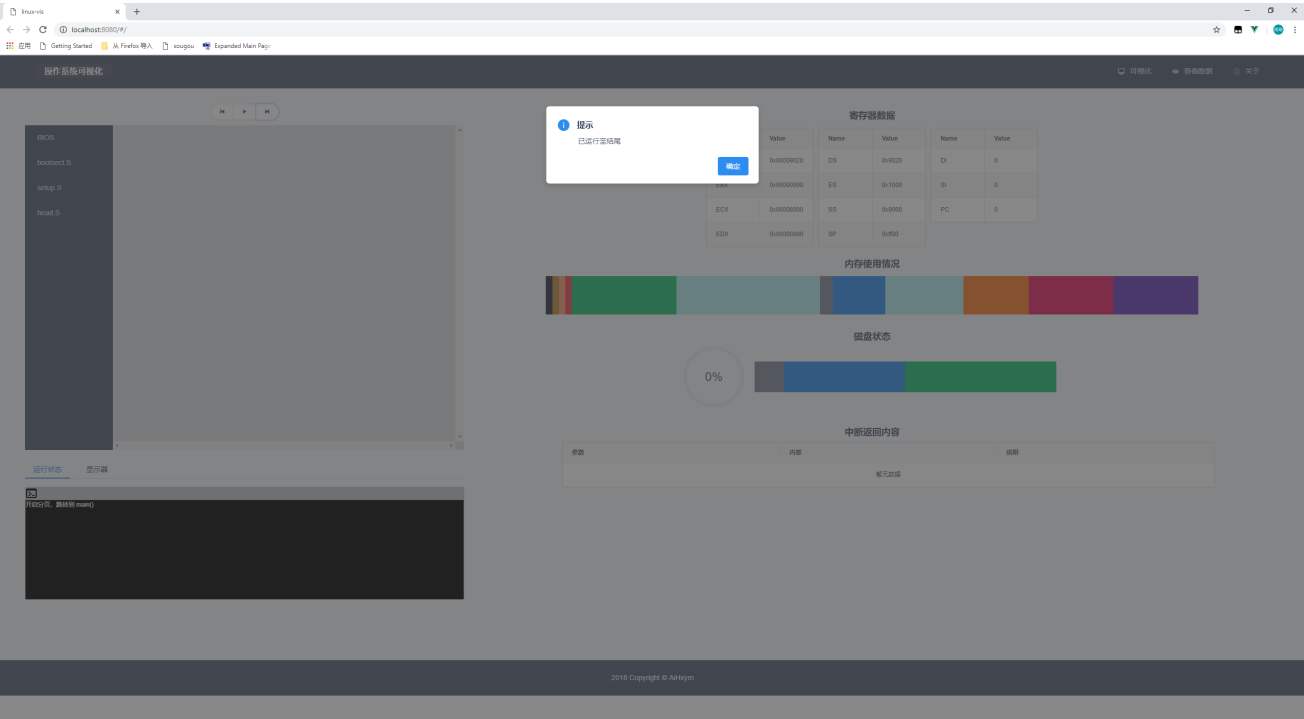 linux-vis
localhost:8080/#/
应用 Getting Started 从 Firefox 导入 sougou Expanded Main Page
操作系统可视化 可视化 查看数据 关于
提示
已运行至结尾
确定
BIOS
bootsect.S
setup.S
head.S
寄存器数据
Value Name Value Name Value
0x00009020 DS 0x9020 DI 0
EBX 0x00000000 ES 0x1000 SI 0
ECX 0x00000000 SS 0x9000 PC 0
EDX 0x00000000 SP 0xff00
内存使用情况
磁盘状态
0%
中断返回内容
参数 内容 说明
暂无数据
运行状态 显示器
开启分页，跳转到 main()
2018 Copyright © AiHxym